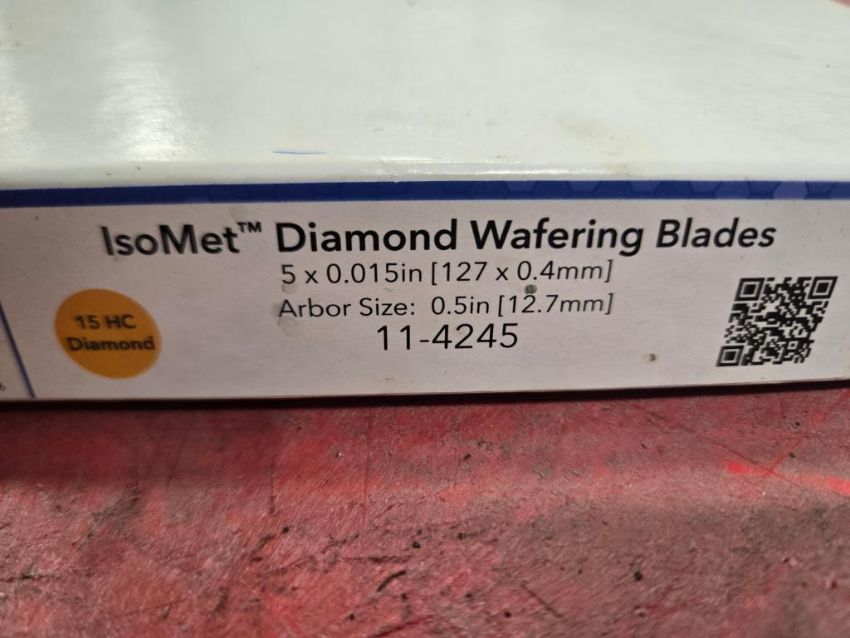 IsoMet™ Diamond Wafering Blades
5 x 0.015in [127 x 0.4mm]
Arbor Size: 0.5in [12.7mm]
11-4245
15 HC
Diamond